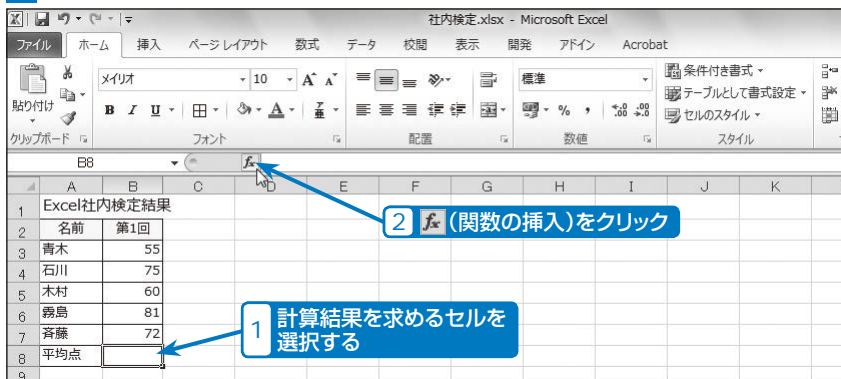 社内検定.xlsx - Microsoft Excel
ファイル ホーム 挿入 ページレイアウト 数式 データ 校閲 表示 開発 アドイン Acrobat
メイリオ 10 A A 標準 条件付き書式
貼り付け B I U A 亜 % , テーブルとして書式設定
セルのスタイル
クリップボード フォント 配置 数値 スタイル
B8 fx
A B C D E F G H I J K
1 Excel社内検定結果
2 名前 第1回
3 青木 55
4 石川 75
5 木村 60
6 霧島 81
7 斉藤 72
8 平均点
9
2 fx(関数の挿入)をクリック
1 計算結果を求めるセルを
選択する